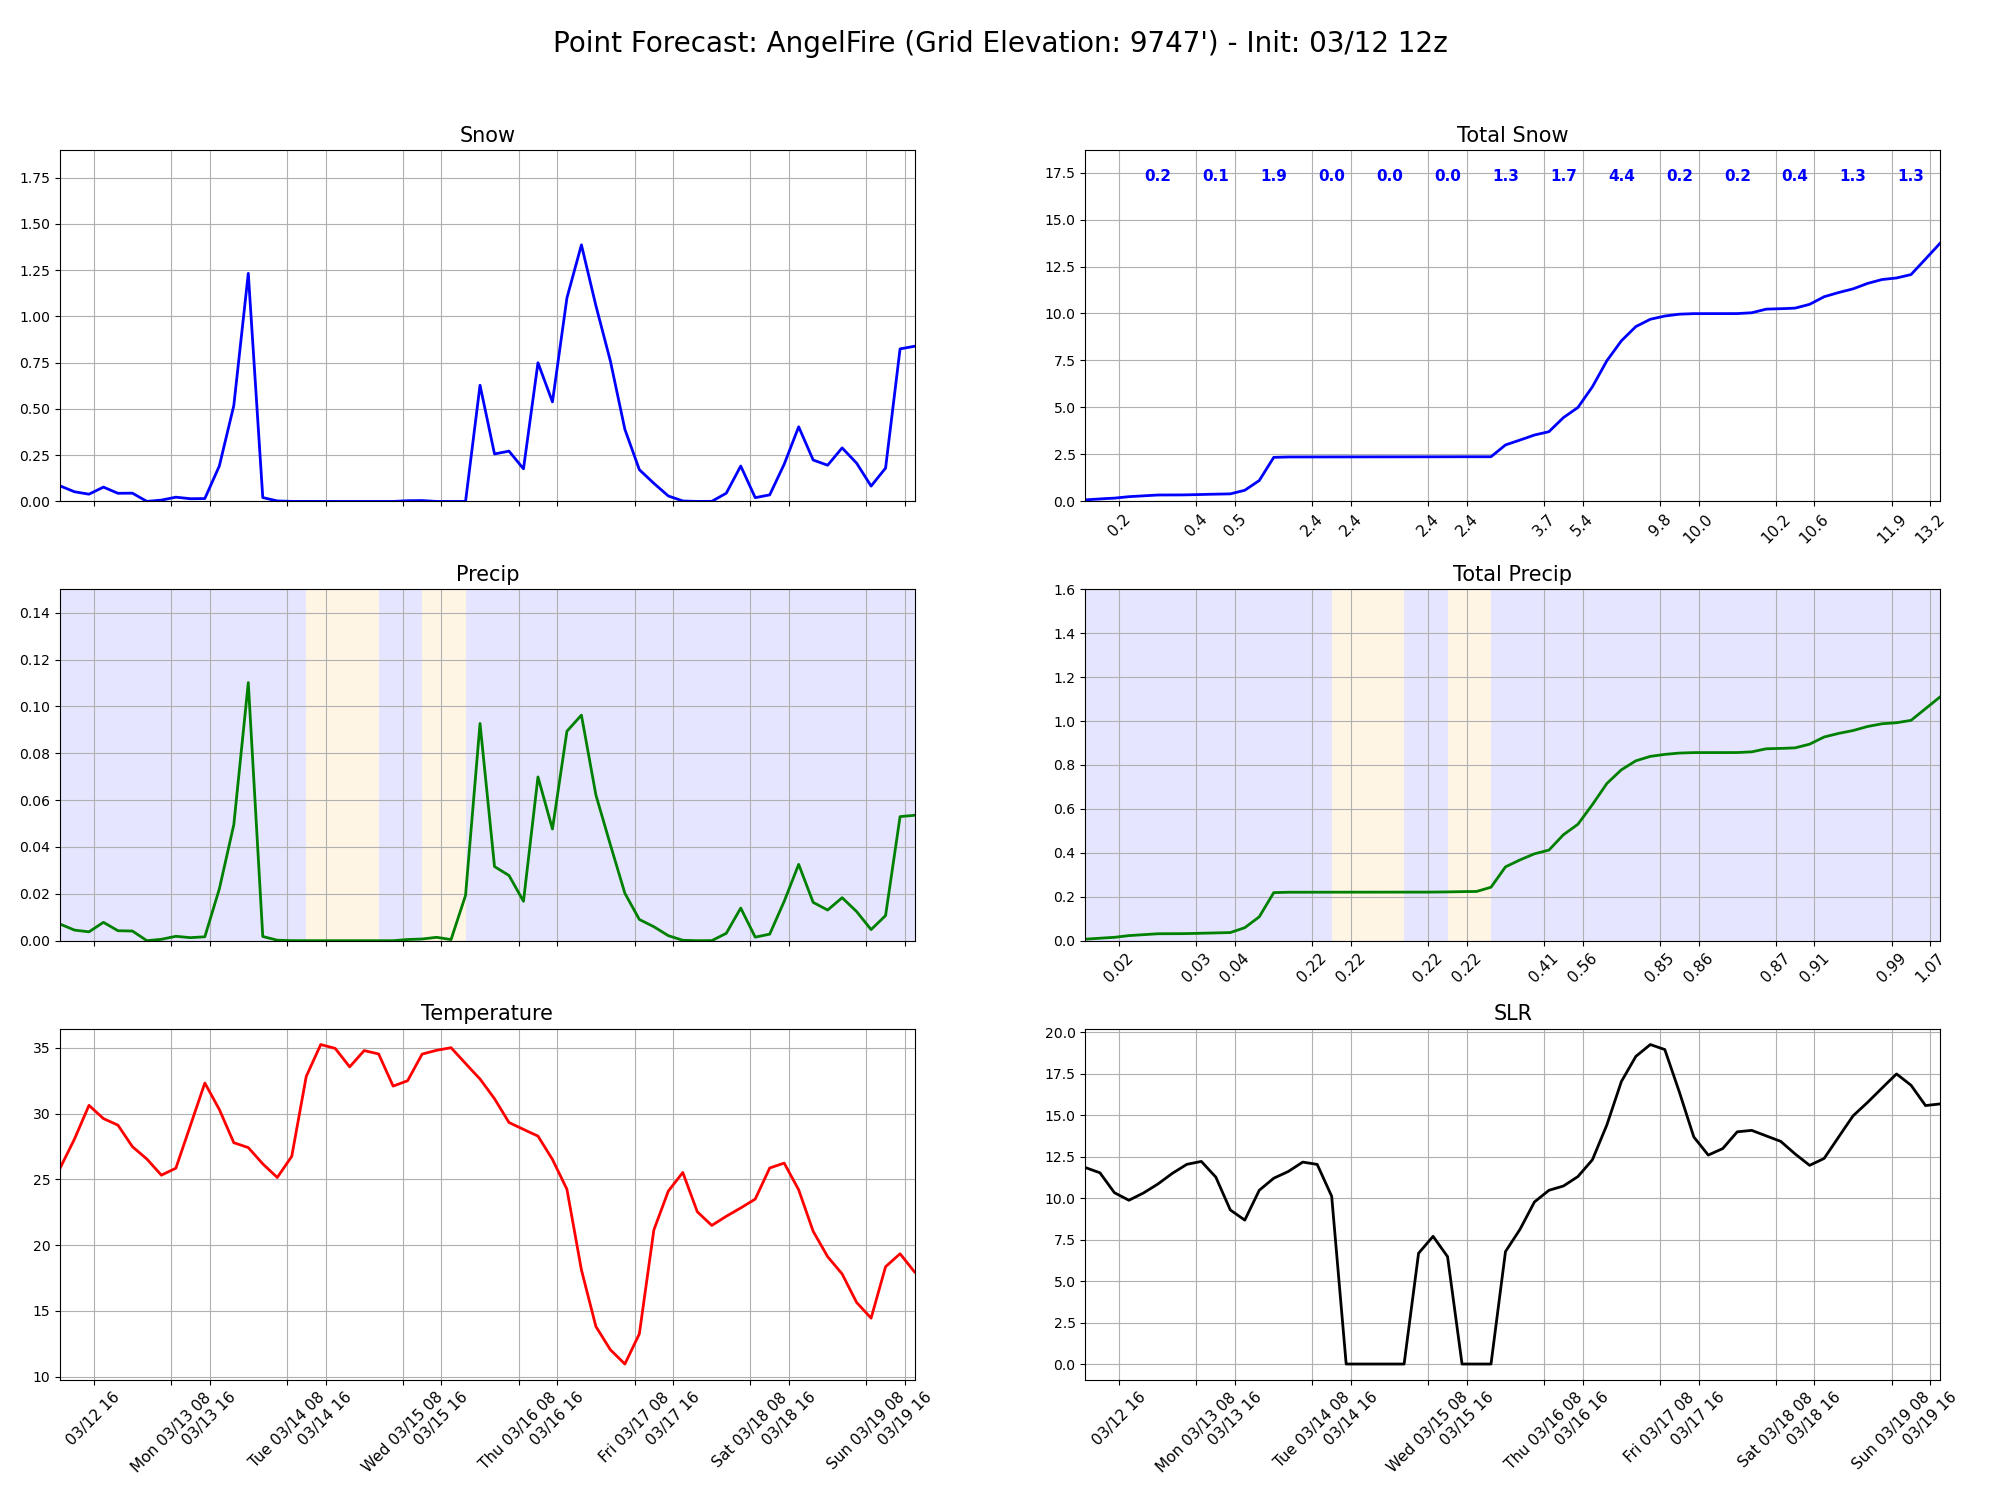 Point Forecast: AngelFire (Grid Elevation: 9747') - Init: 03/12 12z
Snow
1.75
1.50
1.25
1.00
0.75
0.50
0.25
0.00
Total Snow
17.5
15.0
12.5
10.0
7.5
5.0
2.5
0.0
0.2 0.1 1.9 0.0 0.0 0.0 1.3 1.7 4.4 0.2 0.2 0.4 1.3 1.3
0.2 0.4 0.5 2.4 2.4 2.4 2.4 3.7 5.4 9.8 10.0 10.2 10.6 11.9 13.2
Precip
0.14
0.12
0.10
0.08
0.06
0.04
0.02
0.00
Total Precip
1.6
1.4
1.2
1.0
0.8
0.6
0.4
0.2
0.0
0.02 0.03 0.04 0.22 0.22 0.22 0.22 0.41 0.56 0.85 0.86 0.87 0.91 0.99 1.07
Temperature
35
30
25
20
15
10
03/12 16
Mon 03/13 08
03/13 16
Tue 03/14 08
03/14 16
Wed 03/15 08
03/15 16
Thu 03/16 08
03/16 16
Fri 03/17 08
03/17 16
Sat 03/18 08
03/18 16
Sun 03/19 08
03/19 16
SLR
20.0
17.5
15.0
12.5
10.0
7.5
5.0
2.5
0.0
03/12 16
Mon 03/13 08
03/13 16
Tue 03/14 08
03/14 16
Wed 03/15 08
03/15 16
Thu 03/16 08
03/16 16
Fri 03/17 08
03/17 16
Sat 03/18 08
03/18 16
Sun 03/19 08
03/19 16